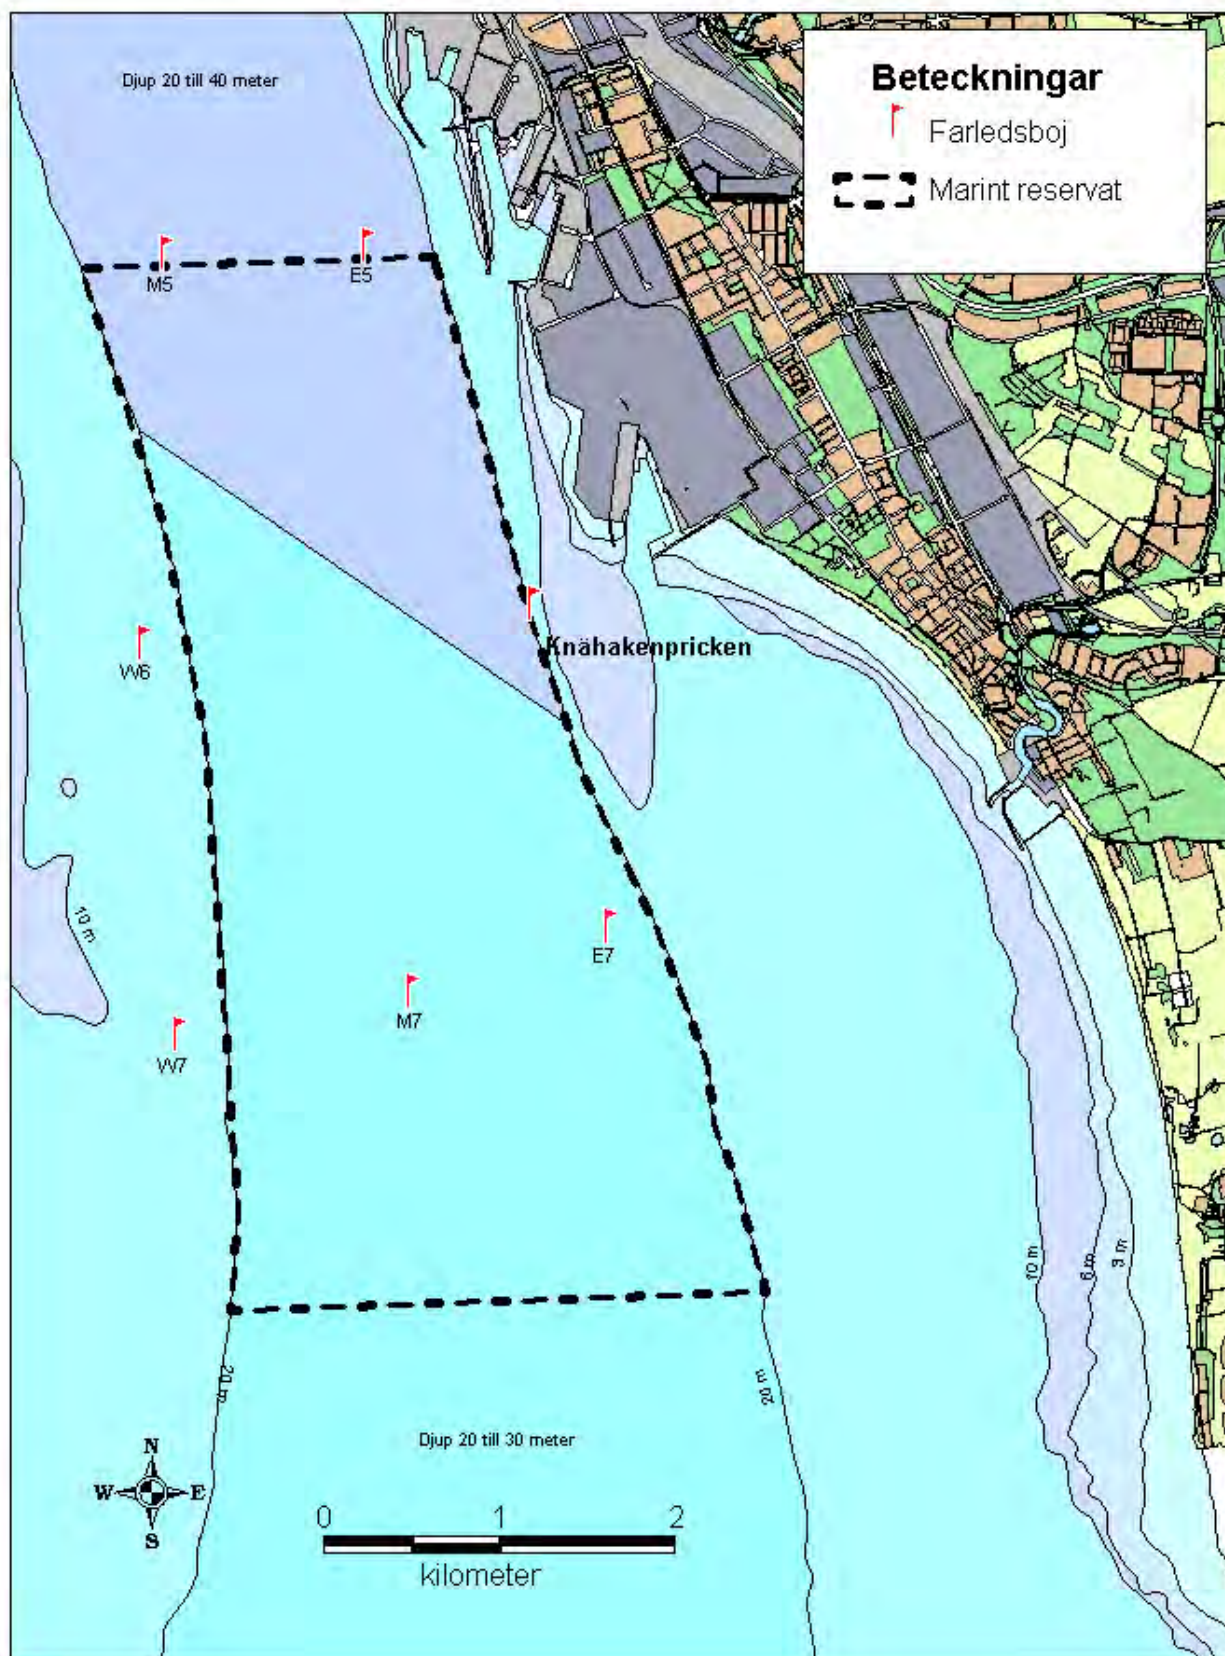 Djup 20 till 40 meter
Beteckningar
Farledsboj
Marint reservat
M5
E5
W6
Knähakenpricken
10 m
E7
M7
W7
10 m
6 m
3 m
20 m
20 m
Djup 20 till 30 meter
N
W E
S
0 1 2
kilometer